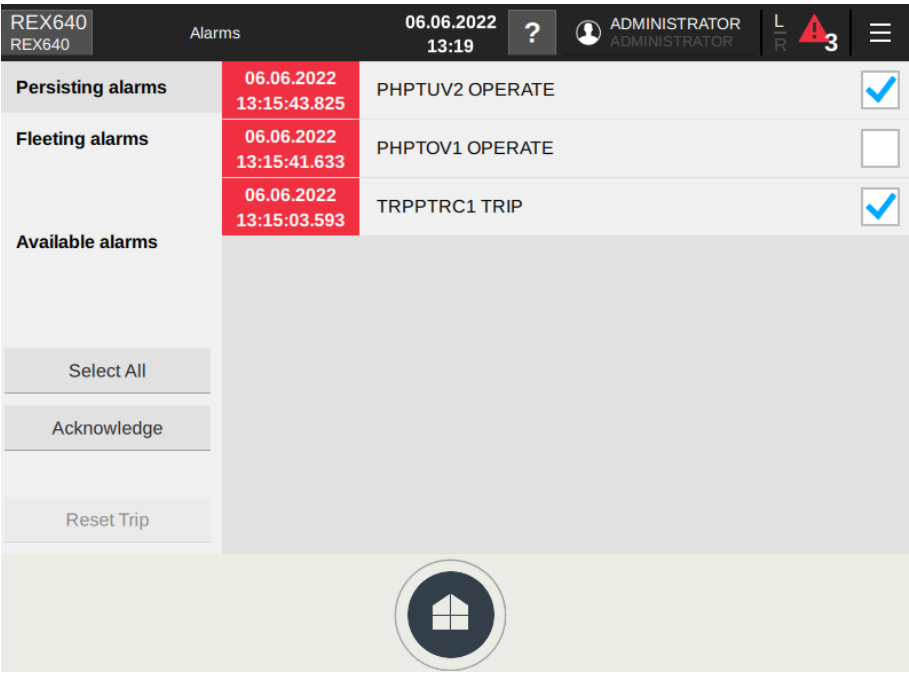 REX640
REX640
Alarms
06.06.2022
13:19
?
ADMINISTRATOR
ADMINISTRATOR
L
R
3
Persisting alarms
06.06.2022
13:15:43.825
PHPTUV2 OPERATE
Fleeting alarms
06.06.2022
13:15:41.633
PHPTOV1 OPERATE
06.06.2022
13:15:03.593
TRPPTRC1 TRIP
Available alarms
Select All
Acknowledge
Reset Trip